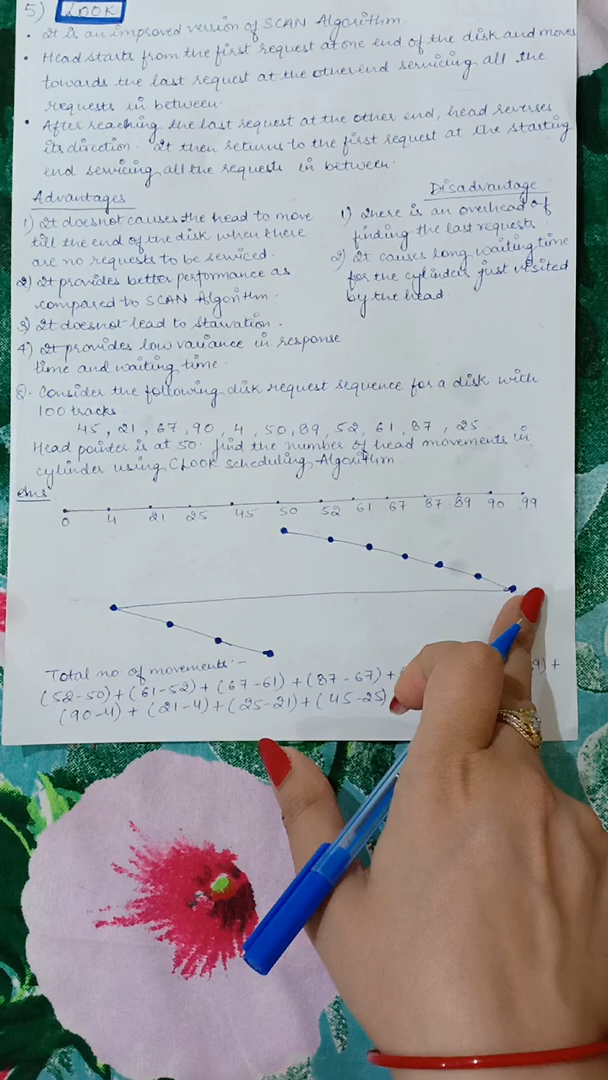 5) LOOK
• It is an improved version of SCAN Algorithm.
• Head starts from the first request at one end of the disk and moves
towards the last request at the other end servicing all the
requests in between.
• After reaching the last request at the other end, head reverses
its direction. It then returns to the first request at the starting
end servicing all the requests in between.
Advantages
1) It doesnot causes the head to move
till the end of the disk when there
are no requests to be serviced.
2) It provides better performance as
compared to SCAN Algorithm.
3) It doesnot lead to starvation.
4) It provides low variance in response
time and waiting time.
Disadvantage
1) There is an overhead of
finding the last requests.
2) It causes long waiting time
for the cylinder just visited
by the head.
Q. Consider the following disk request sequence for a disk with
100 tracks
45, 21, 67, 90, 4, 50, 89, 52, 61, 87, 25.
Head pointer is at 50. find the number of head movements in
cylinder using CLOOK scheduling Algorithm.
Ans
0 4 21 25 45 50 52 61 67 87 89 90 99
Total no of movements:-
(52-50)+(61-52)+(67-61)+(87-67)+ 9)+
(90-4)+(21-4)+(25-21)+(45-25)